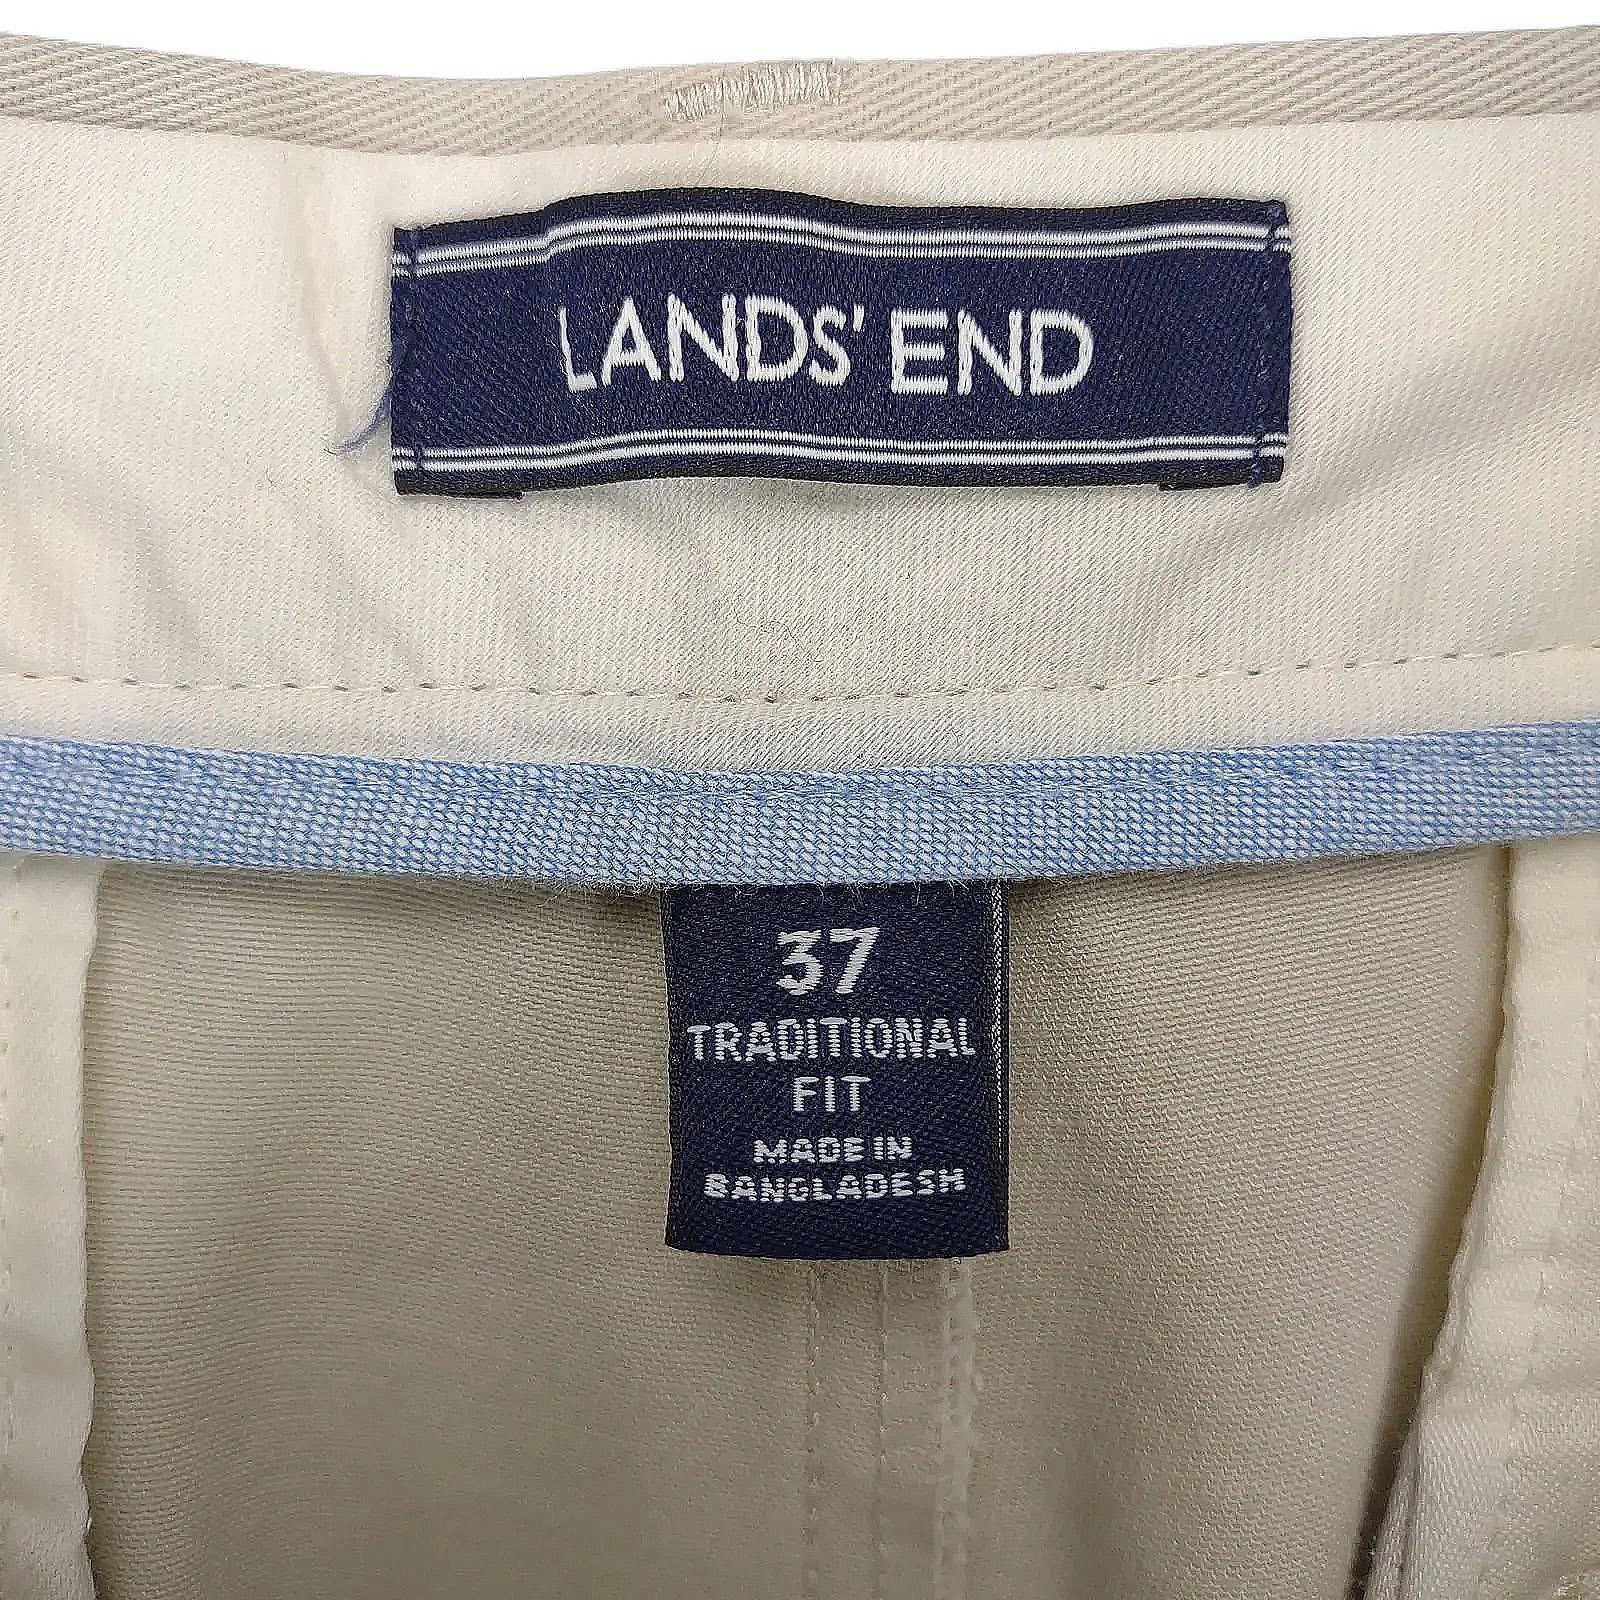 LANDS' END
37
TRADITIONAL
FIT
MADE IN
BANGLADESH